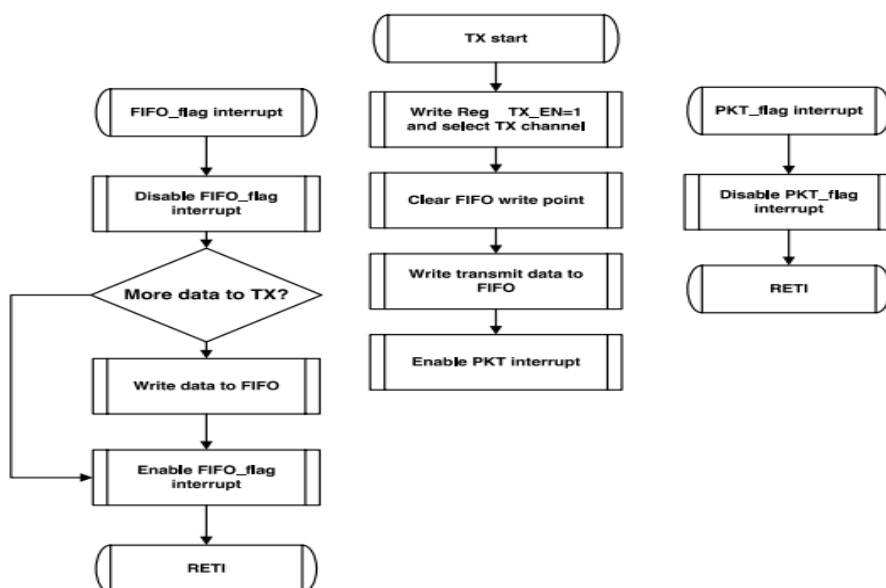 FIFO_flag interrupt
Disable FIFO_flag
interrupt
More data to TX?
Write data to FIFO
Enable FIFO_flag
interrupt
RETI
TX start
Write Reg TX_EN=1
and select TX channel
Clear FIFO write point
Write transmit data to
FIFO
Enable PKT interrupt
PKT_flag interrupt
Disable PKT_flag
interrupt
RETI